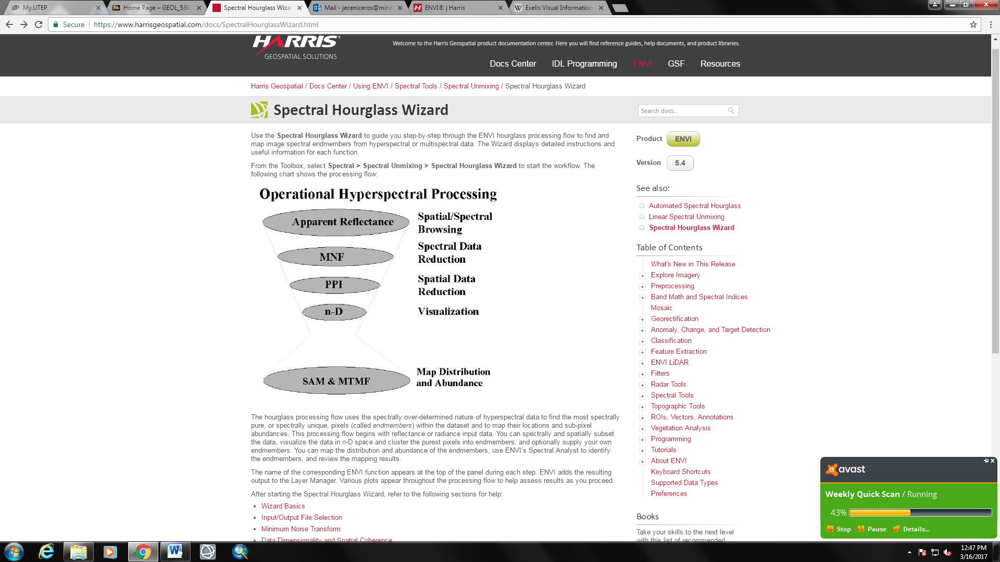 My.UTEP
Home Page – GEOL_5303
Spectral Hourglass Wizar
Mail - jeceniceros@mine
ENVI® | Harris
Exelis Visual Information
Secure
https://www.harrisgeospatial.com/docs/SpectralHourglassWizard.html
HARRIS®
GEOSPATIAL SOLUTIONS
Welcome to the Harris Geospatial product documentation center. Here you will find reference guides, help documents, and product libraries.
Docs Center IDL Programming ENVI GSF Resources
Harris Geospatial / Docs Center / Using ENVI / Spectral Tools / Spectral Unmixing / Spectral Hourglass Wizard
Spectral Hourglass Wizard
Search docs...
Use the Spectral Hourglass Wizard to guide you step-by-step through the ENVI hourglass processing flow to find and
map image spectral endmembers from hyperspectral or multispectral data. The Wizard displays detailed instructions and
useful information for each function.
From the Toolbox, select Spectral > Spectral Unmixing > Spectral Hourglass Wizard to start the workflow. The
following chart shows the processing flow:
Operational Hyperspectral Processing
Apparent Reflectance
Spatial/Spectral
Browsing
MNF
Spectral Data
Reduction
PPI
Spatial Data
Reduction
n-D
Visualization
SAM & MTMF
Map Distribution
and Abundance
The hourglass processing flow uses the spectrally over-determined nature of hyperspectral data to find the most spectrally
pure, or spectrally unique, pixels (called endmembers) within the dataset and to map their locations and sub-pixel
abundances. This processing flow begins with reflectance or radiance input data. You can spectrally and spatially subset
the data, visualize the data in n-D space and cluster the purest pixels into endmembers, and optionally supply your own
endmembers. You can map the distribution and abundance of the endmembers, use ENVI's Spectral Analyst to identify
the endmembers, and review the mapping results.
The name of the corresponding ENVI function appears at the top of the panel during each step. ENVI adds the resulting
output to the Layer Manager. Various plots appear throughout the processing flow to help assess results as you proceed.
After starting the Spectral Hourglass Wizard, refer to the following sections for help:
Wizard Basics
Input/Output File Selection
Minimum Noise Transform
Data Dimensionality and Spatial Coherence
Product ENVI
Version 5.4
See also:
Automated Spectral Hourglass
Linear Spectral Unmixing
Spectral Hourglass Wizard
Table of Contents
What's New in This Release
Explore Imagery
Preprocessing
Band Math and Spectral Indices
Mosaic
Georectification
Anomaly, Change, and Target Detection
Classification
Feature Extraction
ENVI LiDAR
Filters
Radar Tools
Spectral Tools
Topographic Tools
ROIs, Vectors, Annotations
Vegetation Analysis
Programming
Tutorials
About ENVI
Keyboard Shortcuts
Supported Data Types
Preferences
Books
Take your skills to the next level
with this list of recommended
avast
Weekly Quick Scan / Running
43%
Stop Pause Details...
12:47 PM
3/16/2017